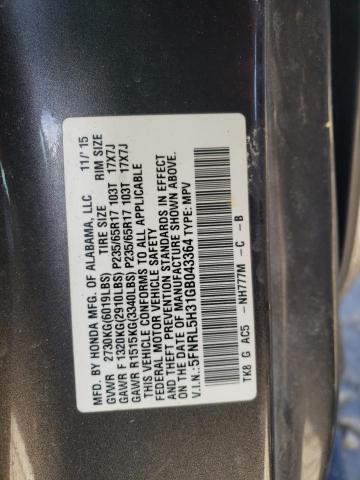 MFD. BY HONDA MFG. OF ALABAMA, LLC 11/'15
GVWR 2730KG(6019LBS) TIRE SIZE RIM SIZE
GAWR F 1320KG(2910LBS) P235/65R17 103T 17X7J
GAWR R1515KG(3340LBS) P235/65R17 103T 17X7J
THIS VEHICLE CONFORMS TO ALL APPLICABLE
FEDERAL MOTOR VEHICLE SAFETY
AND THEFT PREVENTION STANDARDS IN EFFECT
ON THE DATE OF MANUFACTURE SHOWN ABOVE.
V.I.N.:5FNRL5H31GB043364 TYPE: MPV
TK8 G AC5 -NH777M -C -B